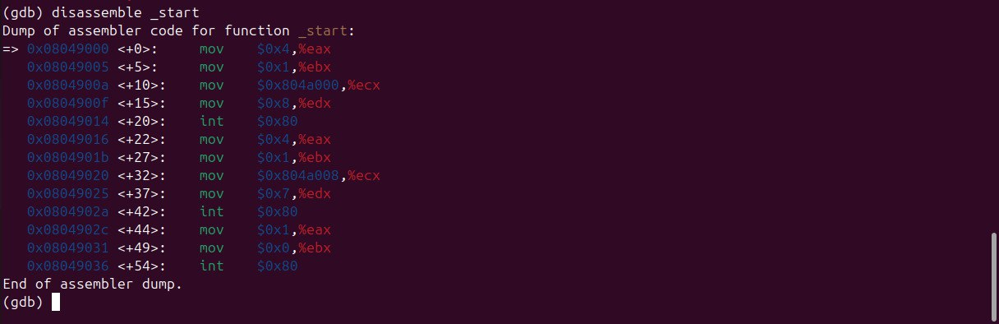 (gdb) disassemble _start
Dump of assembler code for function _start:
=> 0x08049000 <+0>:     mov    $0x4,%eax
   0x08049005 <+5>:     mov    $0x1,%ebx
   0x0804900a <+10>:    mov    $0x804a000,%ecx
   0x0804900f <+15>:    mov    $0x8,%edx
   0x08049014 <+20>:    int    $0x80
   0x08049016 <+22>:    mov    $0x4,%eax
   0x0804901b <+27>:    mov    $0x1,%ebx
   0x08049020 <+32>:    mov    $0x804a008,%ecx
   0x08049025 <+37>:    mov    $0x7,%edx
   0x0804902a <+42>:    int    $0x80
   0x0804902c <+44>:    mov    $0x1,%eax
   0x08049031 <+49>:    mov    $0x0,%ebx
   0x08049036 <+54>:    int    $0x80
End of assembler dump.
(gdb)